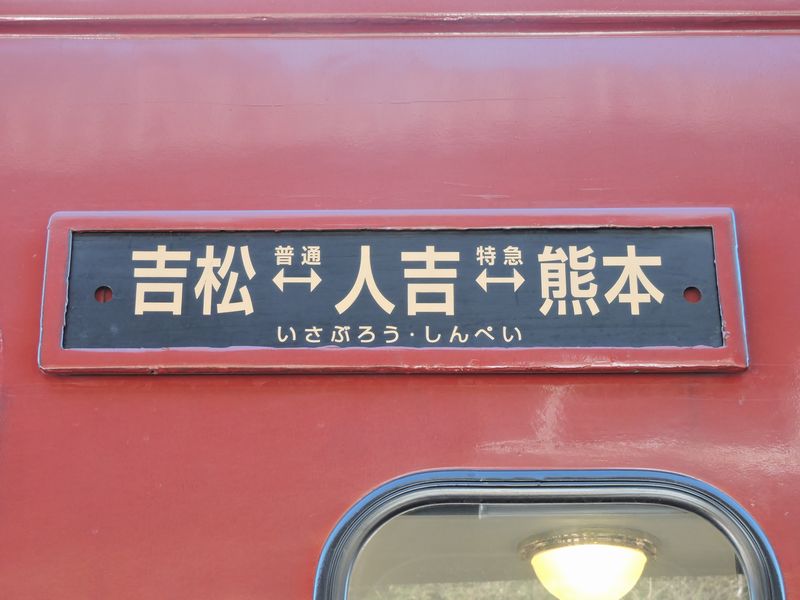 吉松 普通 ↔ 人吉 特急 ↔ 熊本
いさぶろう・しんぺい